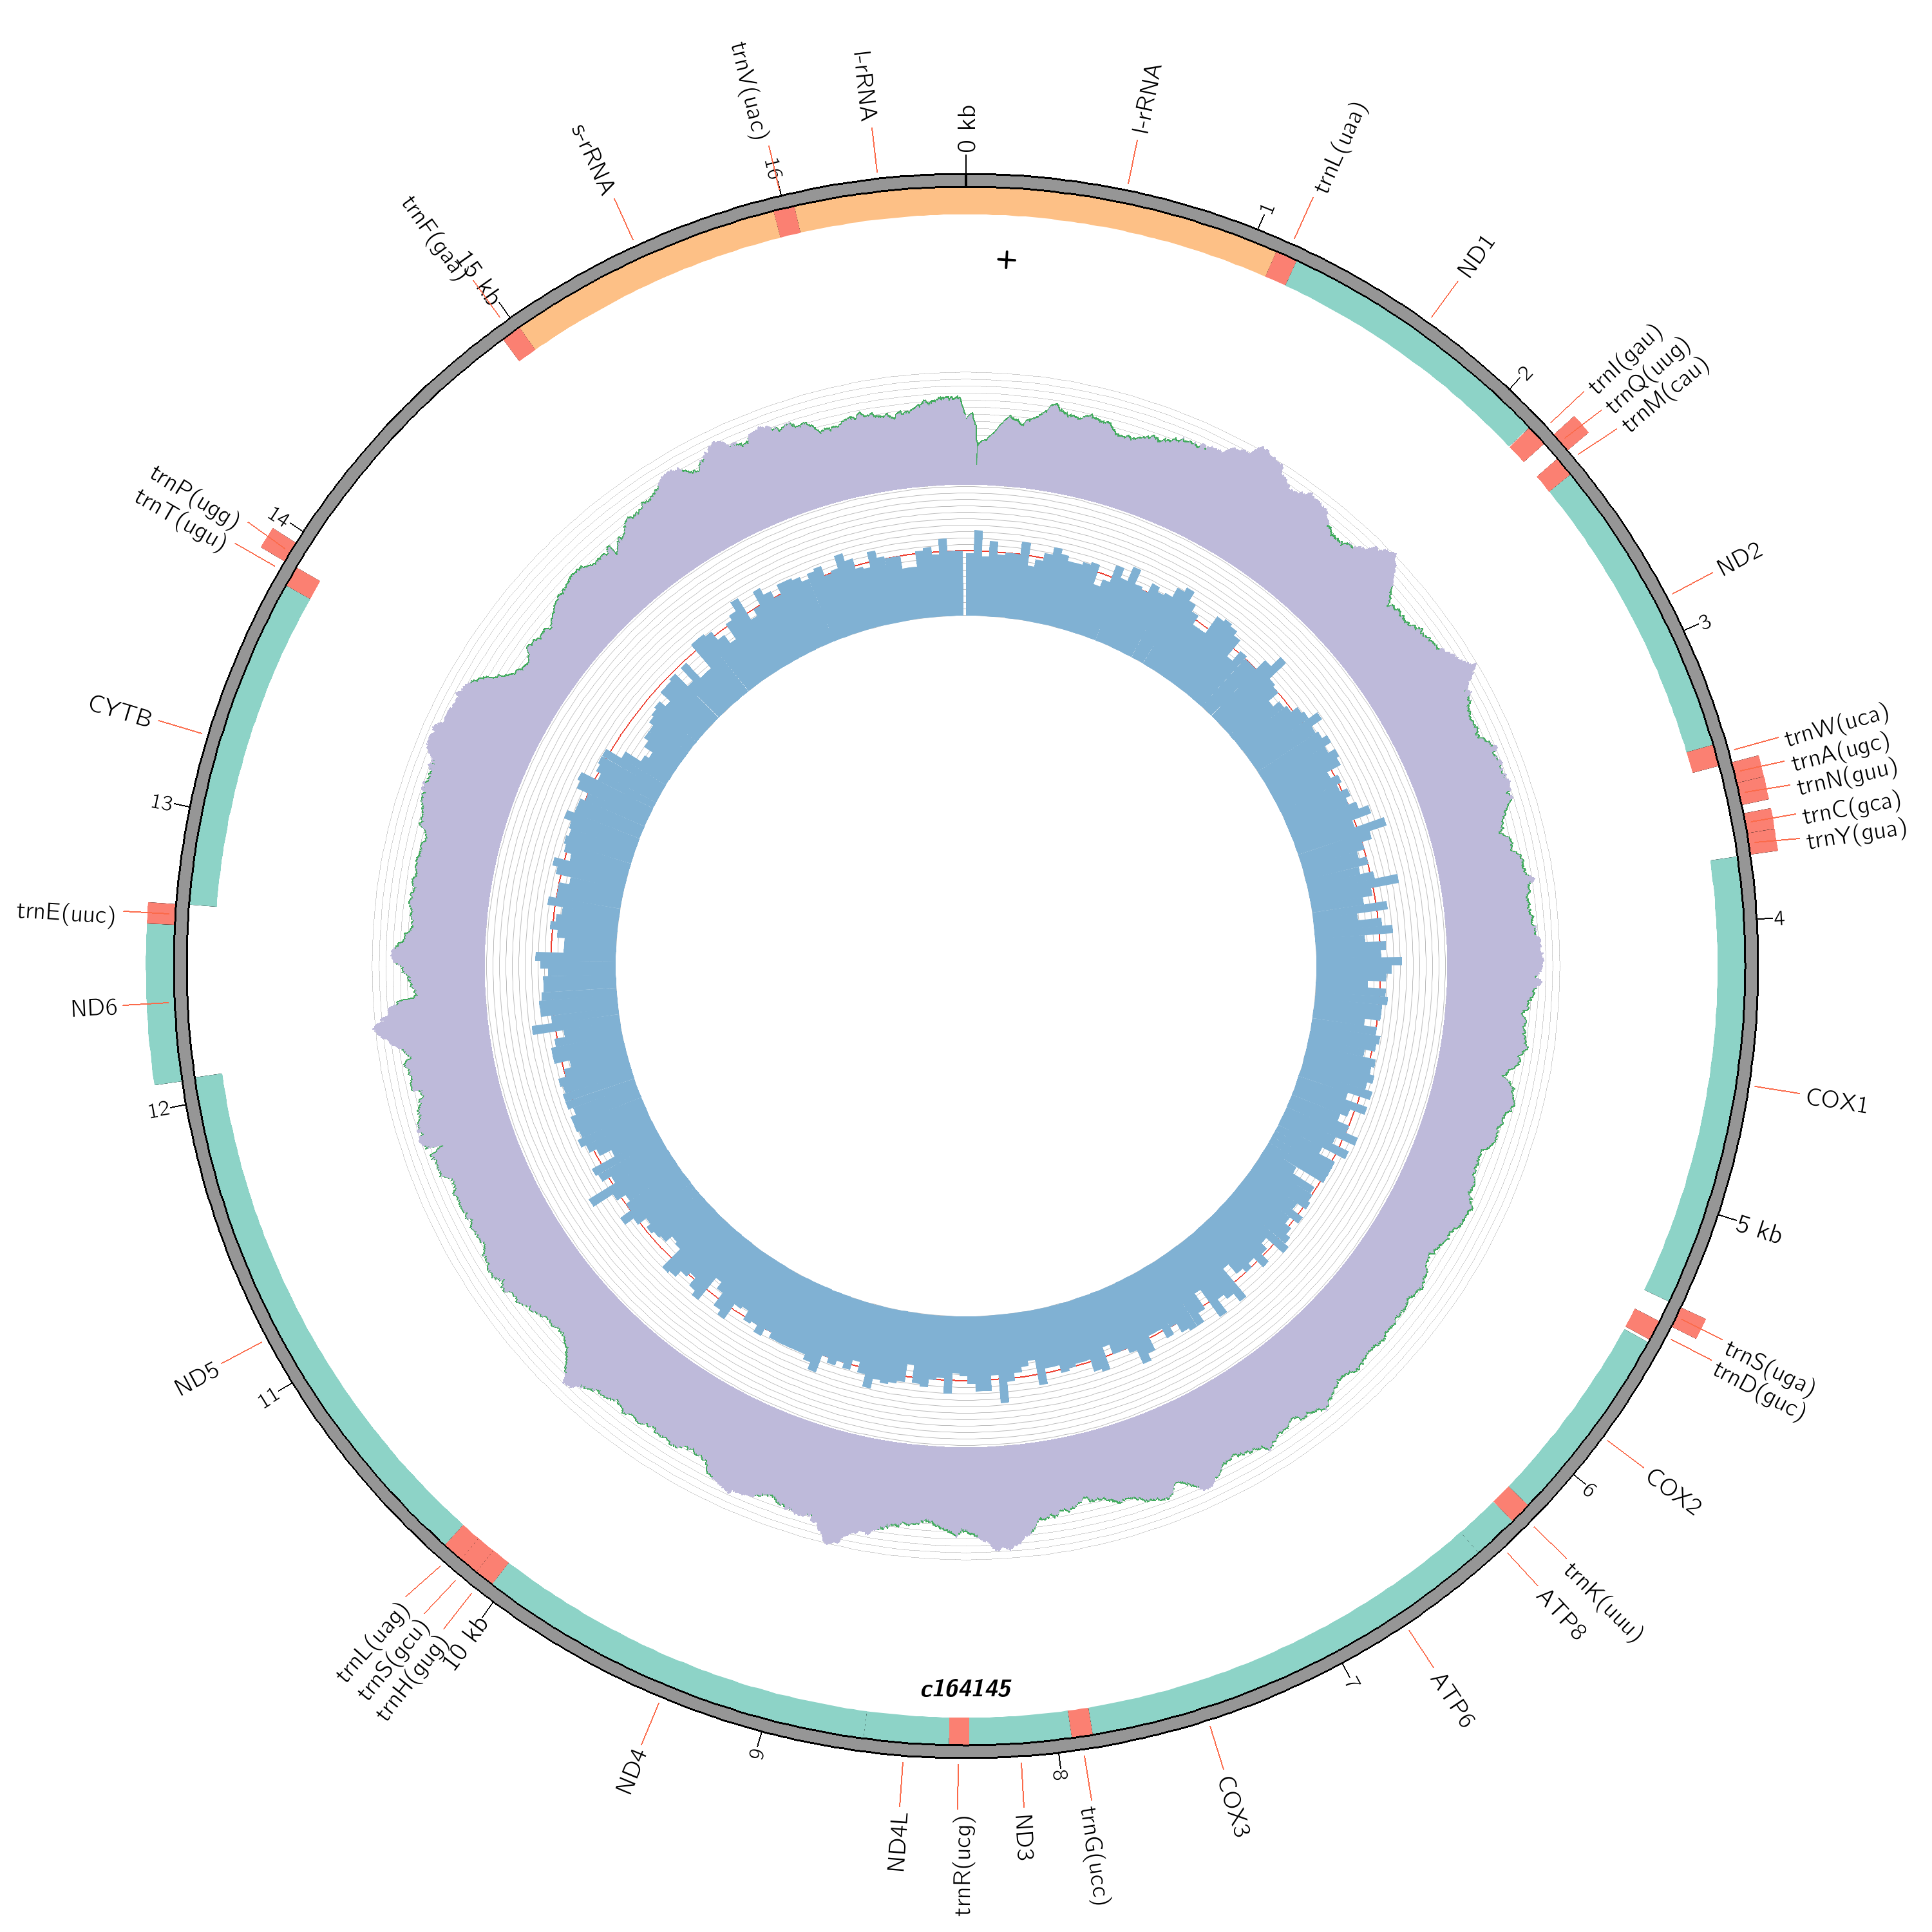 0 kb
l-rRNA
1
trnL(uaa)
ND1
2
trnI(gau)
trnQ(uug)
trnM(cau)
ND2
3
trnW(uca)
trnA(ugc)
trnN(guu)
trnC(gca)
trnY(gua)
4
COX1
5 kb
trnS(uga)
trnD(guc)
COX2
6
trnK(uuu)
ATP8
ATP6
7
COX3
trnG(ucc)
8
ND3
trnR(ucg)
ND4L
9
ND4
10 kb
trnH(gug)
trnS(gcu)
trnL(uag)
11
ND5
12
ND6
trnE(uuc)
13
CYTB
trnT(ugu)
trnP(ugg)
14
trnF(gaa)
15 kb
s-rRNA
16
trnV(uac)
l-rRNA
+
c164145